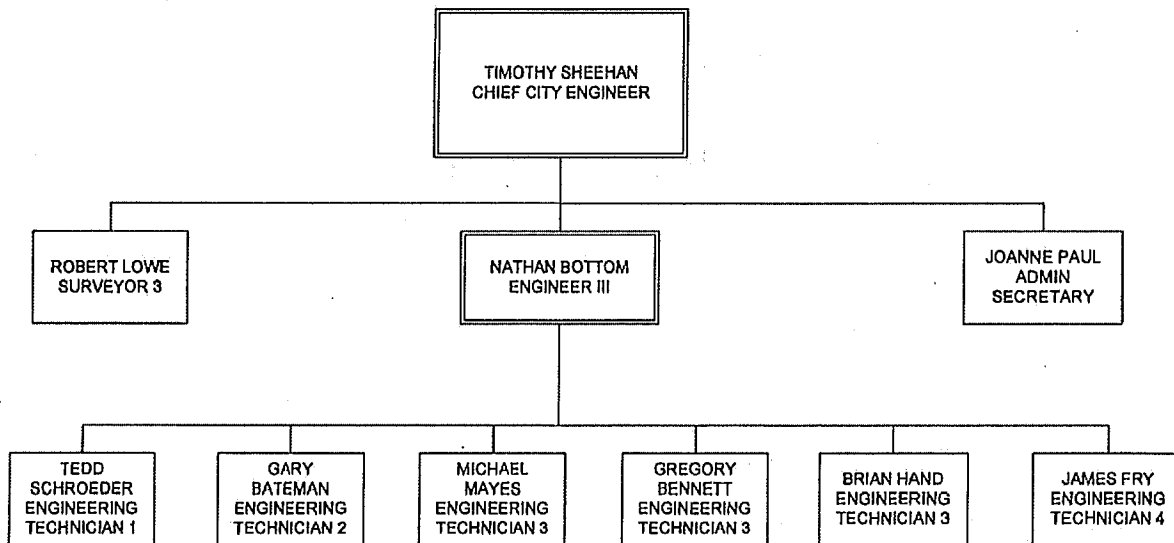 TIMOTHY SHEEHAN
CHIEF CITY ENGINEER
ROBERT LOWE
SURVEYOR 3
NATHAN BOTTOM
ENGINEER III
JOANNE PAUL
ADMIN
SECRETARY
TEDD
SCHROEDER
ENGINEERING
TECHNICIAN 1
GARY
BATEMAN
ENGINEERING
TECHNICIAN 2
MICHAEL
MAYES
ENGINEERING
TECHNICIAN 3
GREGORY
BENNETT
ENGINEERING
TECHNICIAN 3
BRIAN HAND
ENGINEERING
TECHNICIAN 3
JAMES FRY
ENGINEERING
TECHNICIAN 4